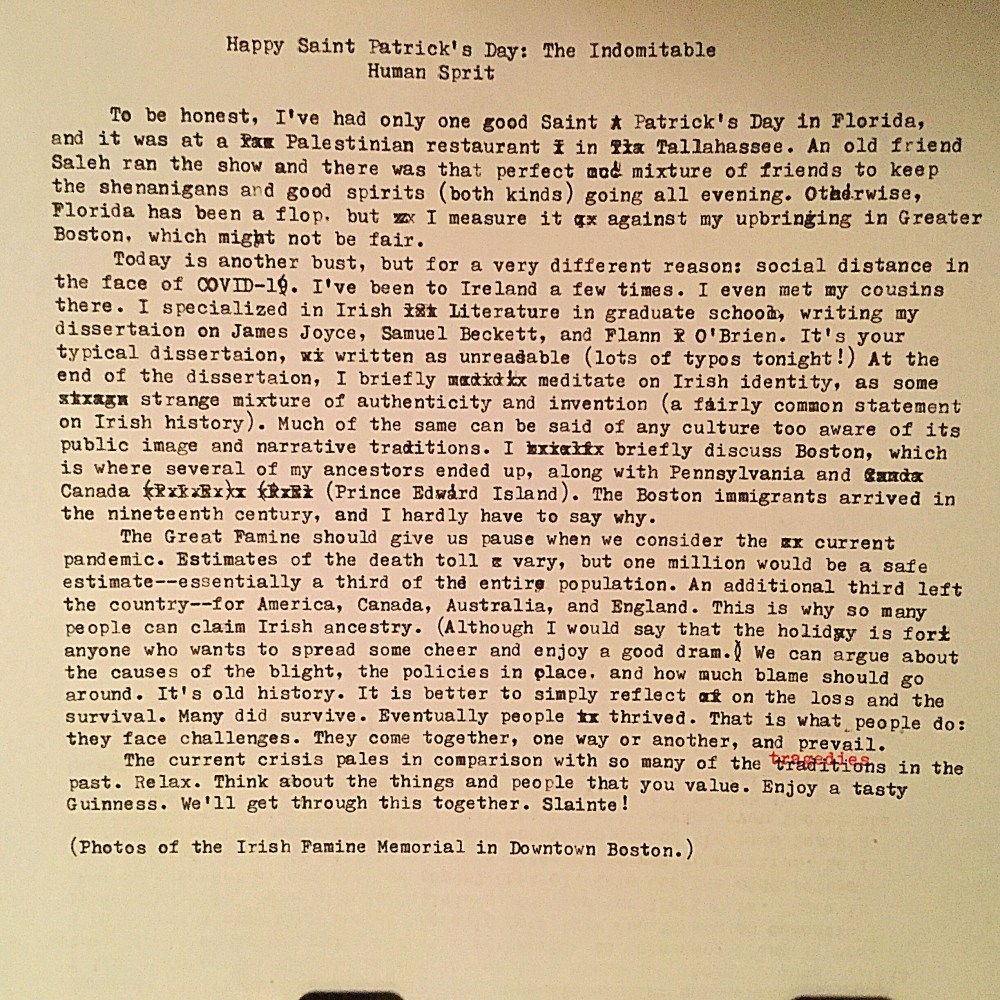 Happy Saint Patrick's Day: The Indomitable
Human Sprit
To be honest, I've had only one good Saint Patrick's Day in Florida,
and it was at a Palestinian restaurant in Tallahassee. An old friend
Saleh ran the show and there was that perfect mixture of friends to keep
the shenanigans and good spirits (both kinds) going all evening. Otherwise,
Florida has been a flop. but I measure it against my upbringing in Greater
Boston, which might not be fair.
Today is another bust, but for a very different reason: social distance in
the face of COVID-19. I've been to Ireland a few times. I even met my cousins
there. I specialized in Irish Literature in graduate school, writing my
dissertaion on James Joyce, Samuel Beckett, and Flann O'Brien. It's your
typical dissertaion, written as unreadable (lots of typos tonight!) At the
end of the dissertaion, I briefly meditate on Irish identity, as some
strange mixture of authenticity and invention (a fairly common statement
on Irish history). Much of the same can be said of any culture too aware of its
public image and narrative traditions. I briefly discuss Boston, which
is where several of my ancestors ended up, along with Pennsylvania and
Canada (Prince Edward Island). The Boston immigrants arrived in
the nineteenth century, and I hardly have to say why.
The Great Famine should give us pause when we consider the current
pandemic. Estimates of the death toll vary, but one million would be a safe
estimate--essentially a third of the entire population. An additional third left
the country--for America, Canada, Australia, and England. This is why so many
people can claim Irish ancestry. (Although I would say that the holiday is for
anyone who wants to spread some cheer and enjoy a good dram.) We can argue about
the causes of the blight, the policies in place. and how much blame should go
around. It's old history. It is better to simply reflect on the loss and the
survival. Many did survive. Eventually people thrived. That is what people do:
they face challenges. They come together, one way or another, and prevail.
The current crisis pales in comparison with so many of the traditions tragedies in the
past. Relax. Think about the things and people that you value. Enjoy a tasty
Guinness. We'll get through this together. Slainte!
(Photos of the Irish Famine Memorial in Downtown Boston.)